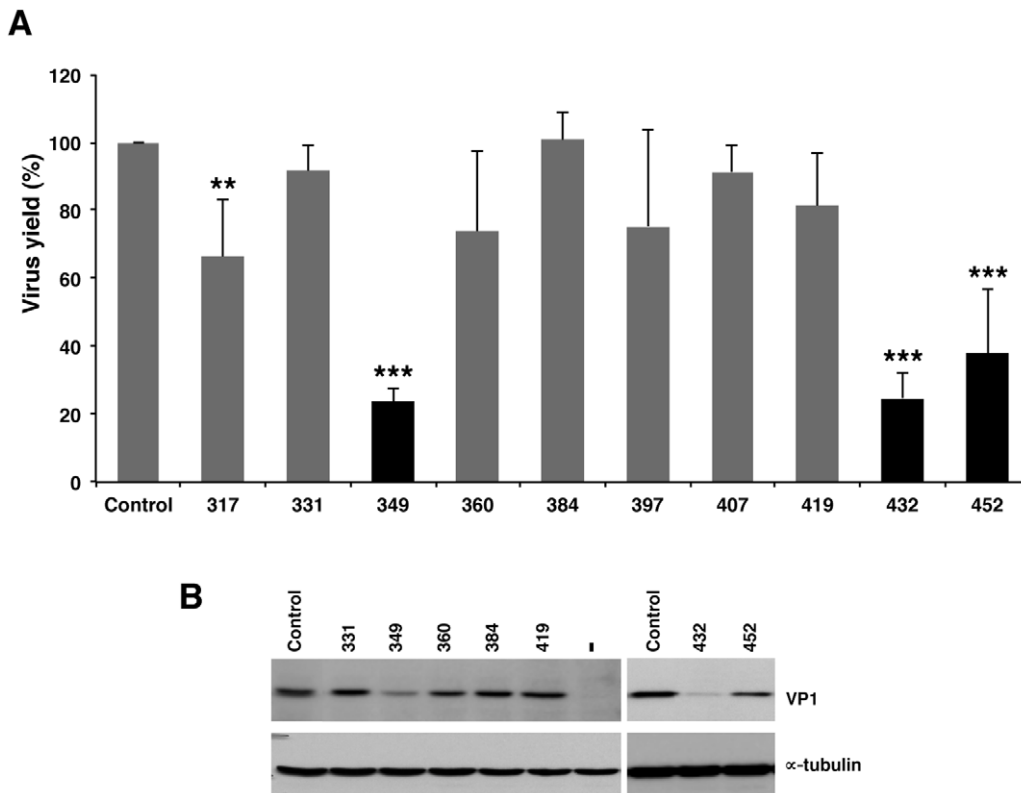 A
Virus yield (%)
120
100
80
60
40
20
0
**
***
***
***
Control 317 331 349 360 384 397 407 419 432 452
B
Control 331 349 360 384 419 - Control 432 452
VP1
∝-tubulin